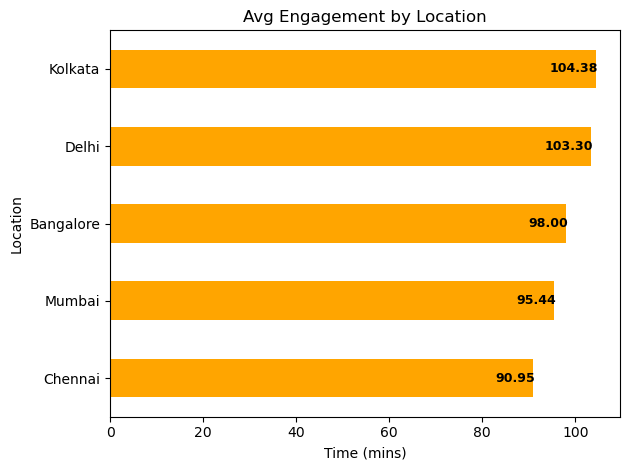 Avg Engagement by Location
Location
Kolkata 104.38
Delhi 103.30
Bangalore 98.00
Mumbai 95.44
Chennai 90.95
0 20 40 60 80 100
Time (mins)